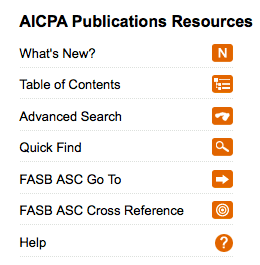 AICPA Publications Resources
What's New? N
Table of Contents
Advanced Search
Quick Find
FASB ASC Go To
FASB ASC Cross Reference
Help ?